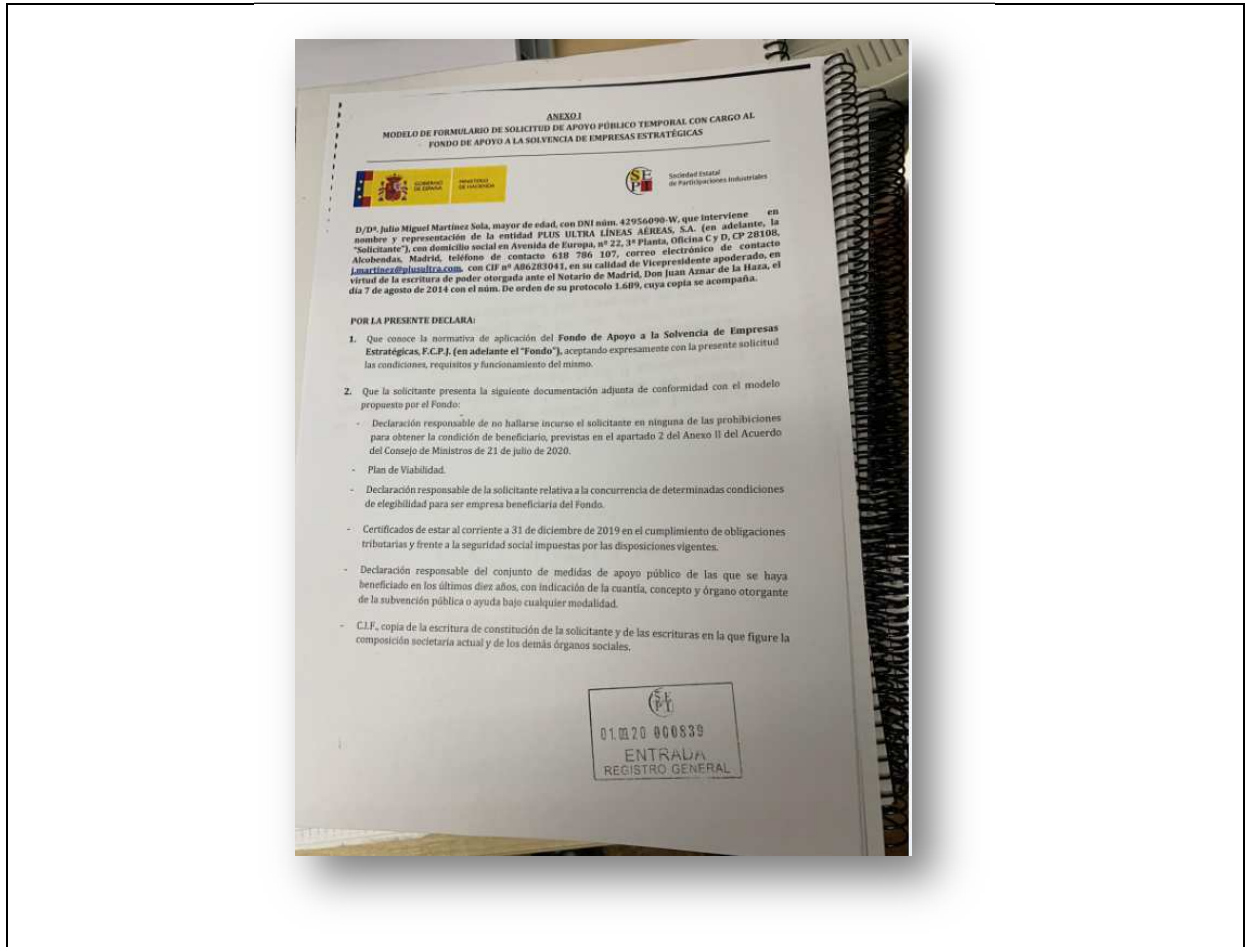 ANEXO I
MODELO DE FORMULARIO DE SOLICITUD DE APOYO PÚBLICO TEMPORAL CON CARGO AL
FONDO DE APOYO A LA SOLVENCIA DE EMPRESAS ESTRATÉGICAS
GOBIERNO DE ESPAÑA
MINISTERIO DE HACIENDA
SEPI
Sociedad Estatal
de Participaciones Industriales
D/Dª. Julio Miguel Martínez Sola, mayor de edad, con DNI núm. 42956090-W, que interviene en
nombre y representación de la entidad PLUS ULTRA LÍNEAS AÉREAS, S.A. (en adelante, la
"Solicitante"), con domicilio social en Avenida de Europa, nº 22, 3ª Planta, Oficina C y D, CP 28108,
Alcobendas, Madrid, teléfono de contacto 618 786 107, correo electrónico de contacto
j.martinez@plusultra.com, con CIF nº A86283041, en su calidad de Vicepresidente apoderado, en
virtud de la escritura de poder otorgada ante el Notario de Madrid, Don Juan Aznar de la Haza, el
día 7 de agosto de 2014 con el núm. De orden de su protocolo 1.689, cuya copia se acompaña.
POR LA PRESENTE DECLARA:
1. Que conoce la normativa de aplicación del Fondo de Apoyo a la Solvencia de Empresas
Estratégicas, F.C.P.J. (en adelante el "Fondo"), aceptando expresamente con la presente solicitud
las condiciones, requisitos y funcionamiento del mismo.
2. Que la solicitante presenta la siguiente documentación adjunta de conformidad con el modelo
propuesto por el Fondo:
- Declaración responsable de no hallarse incurso el solicitante en ninguna de las prohibiciones
para obtener la condición de beneficiario, previstas en el apartado 2 del Anexo II del Acuerdo
del Consejo de Ministros de 21 de julio de 2020.
- Plan de Viabilidad.
- Declaración responsable de la solicitante relativa a la concurrencia de determinadas condiciones
de elegibilidad para ser empresa beneficiaria del Fondo.
- Certificados de estar al corriente a 31 de diciembre de 2019 en el cumplimiento de obligaciones
tributarias y frente a la seguridad social impuestas por las disposiciones vigentes.
- Declaración responsable del conjunto de medidas de apoyo público de las que se haya
beneficiado en los últimos diez años, con indicación de la cuantía, concepto y órgano otorgante
de la subvención pública o ayuda bajo cualquier modalidad.
- C.I.F., copia de la escritura de constitución de la solicitante y de las escrituras en la que figure la
composición societaria actual y de los demás órganos sociales.
SEPI
20 000839
ENTRADA
REGISTRO GENERAL